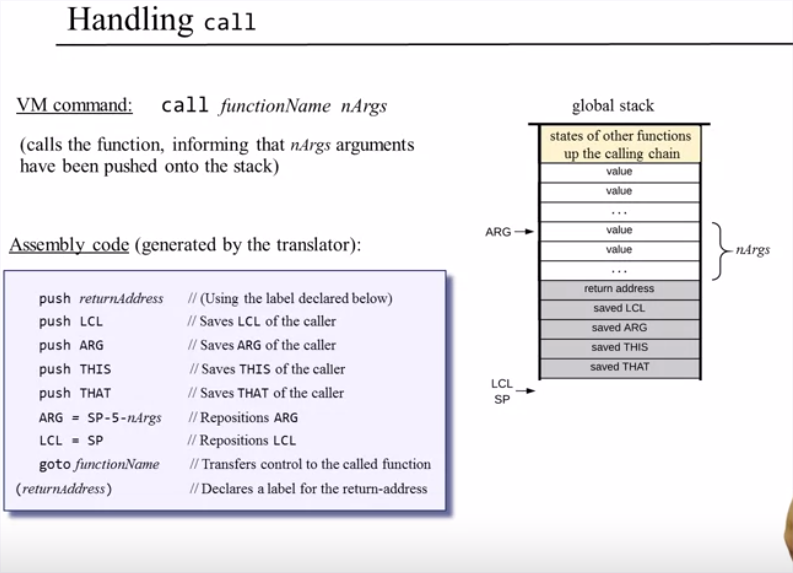 Handling call
VM command: call functionName nArgs
(calls the function, informing that nArgs arguments
have been pushed onto the stack)
Assembly code (generated by the translator):
push returnAddress // (Using the label declared below)
push LCL // Saves LCL of the caller
push ARG // Saves ARG of the caller
push THIS // Saves THIS of the caller
push THAT // Saves THAT of the caller
ARG = SP-5-nArgs // Repositions ARG
LCL = SP // Repositions LCL
goto functionName // Transfers control to the called function
(returnAddress) // Declares a label for the return-address
global stack
states of other functions
up the calling chain
value
value
...
ARG value
value
...
nArgs
return address
saved LCL
saved ARG
saved THIS
saved THAT
LCL
SP